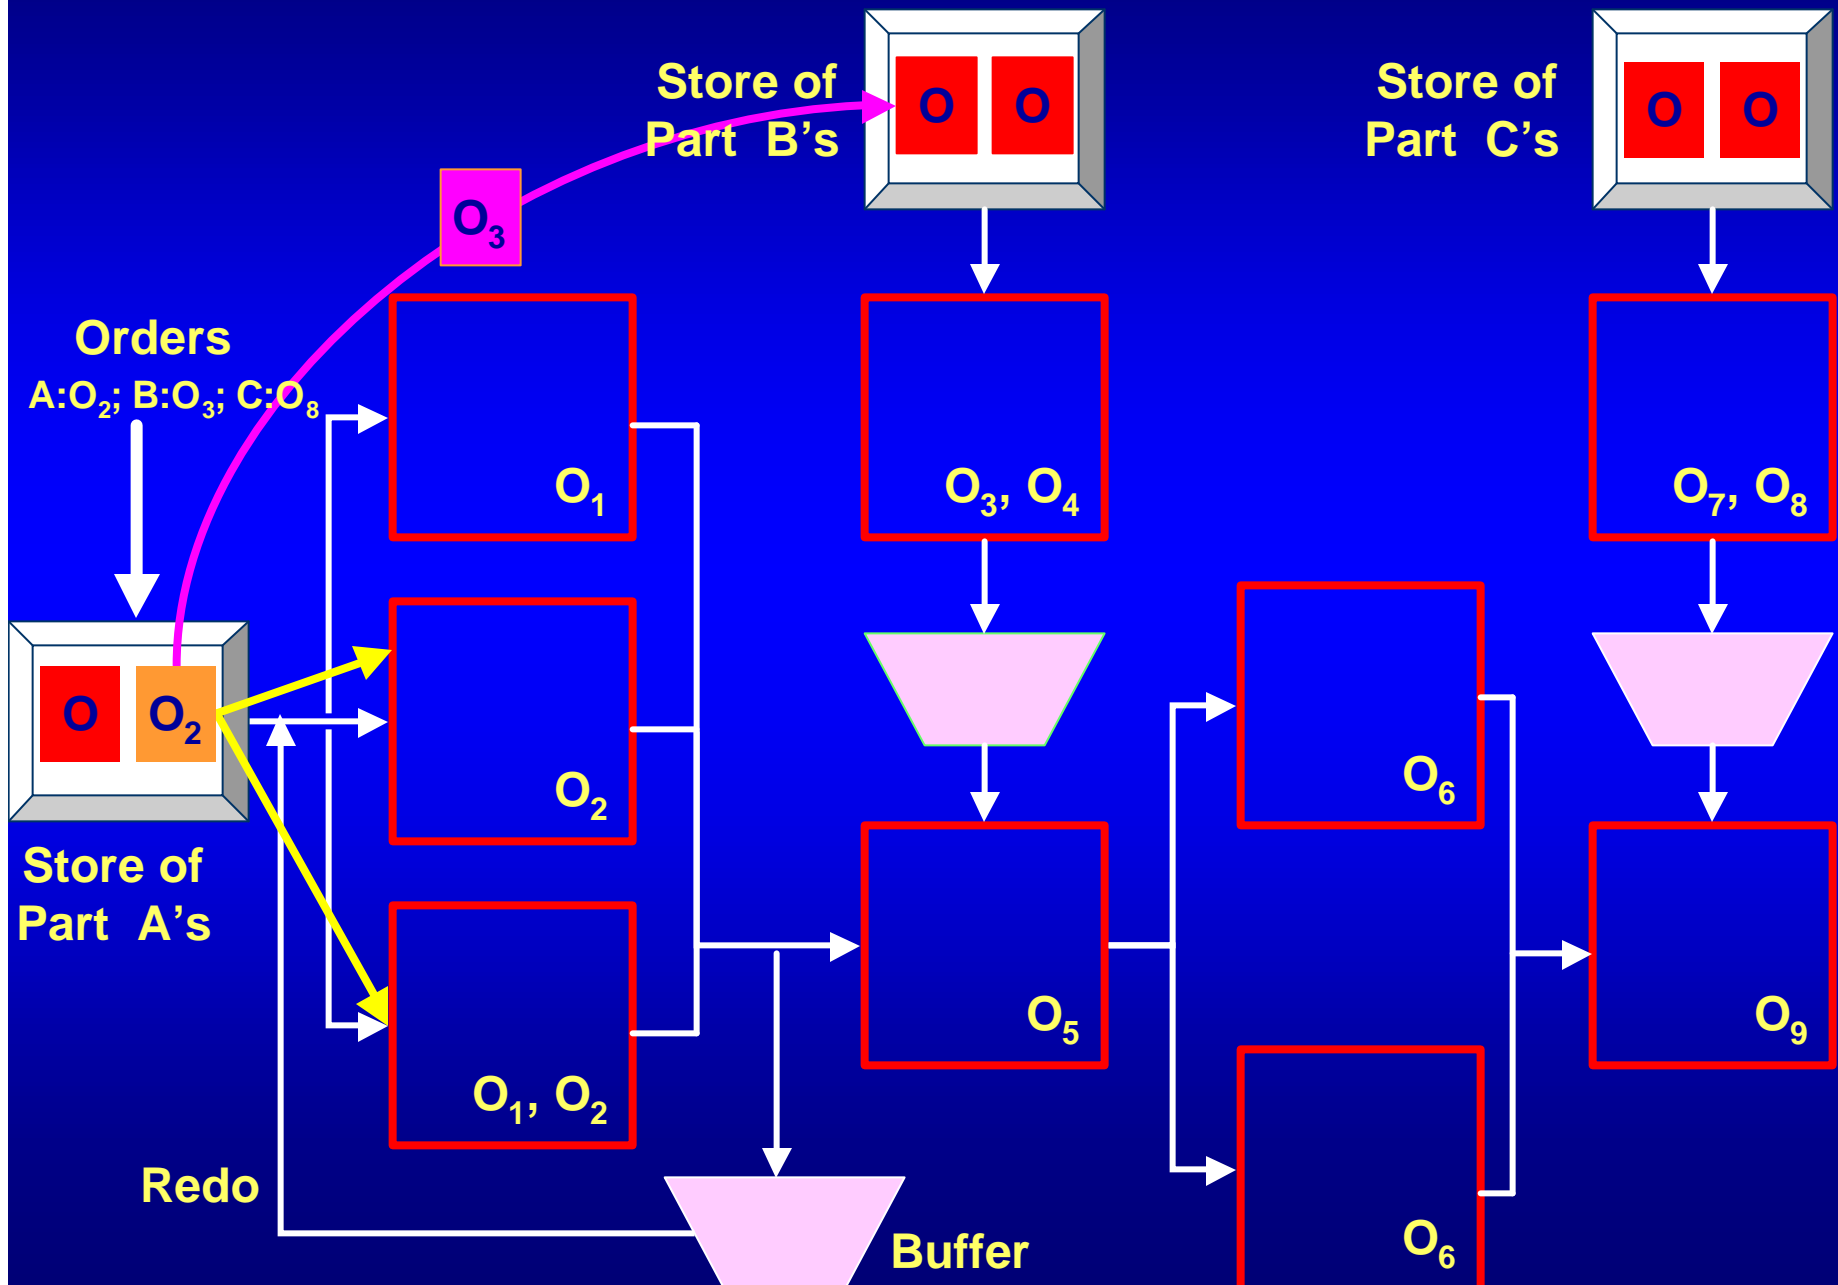 Store of
Part B's
O O
Store of
Part C's
O O
O₃
Orders
A:O₂; B:O₃; C:O₈
O₁
O₃, O₄
O₇, O₈
O O₂
O₂
O₆
Store of
Part A's
O₅
O₉
O₁, O₂
Redo
Buffer
O₆